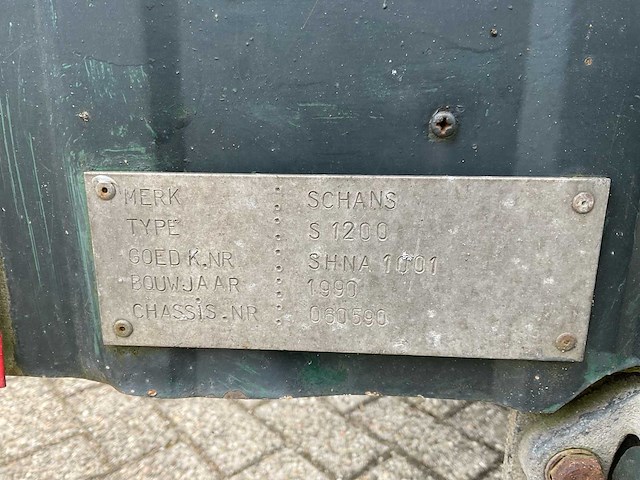 MERK : SCHANS
TYPE : S 1200
GOED K.NR : SHNA 1001
BOUWJAAR : 1990
CHASSIS.NR : 060590